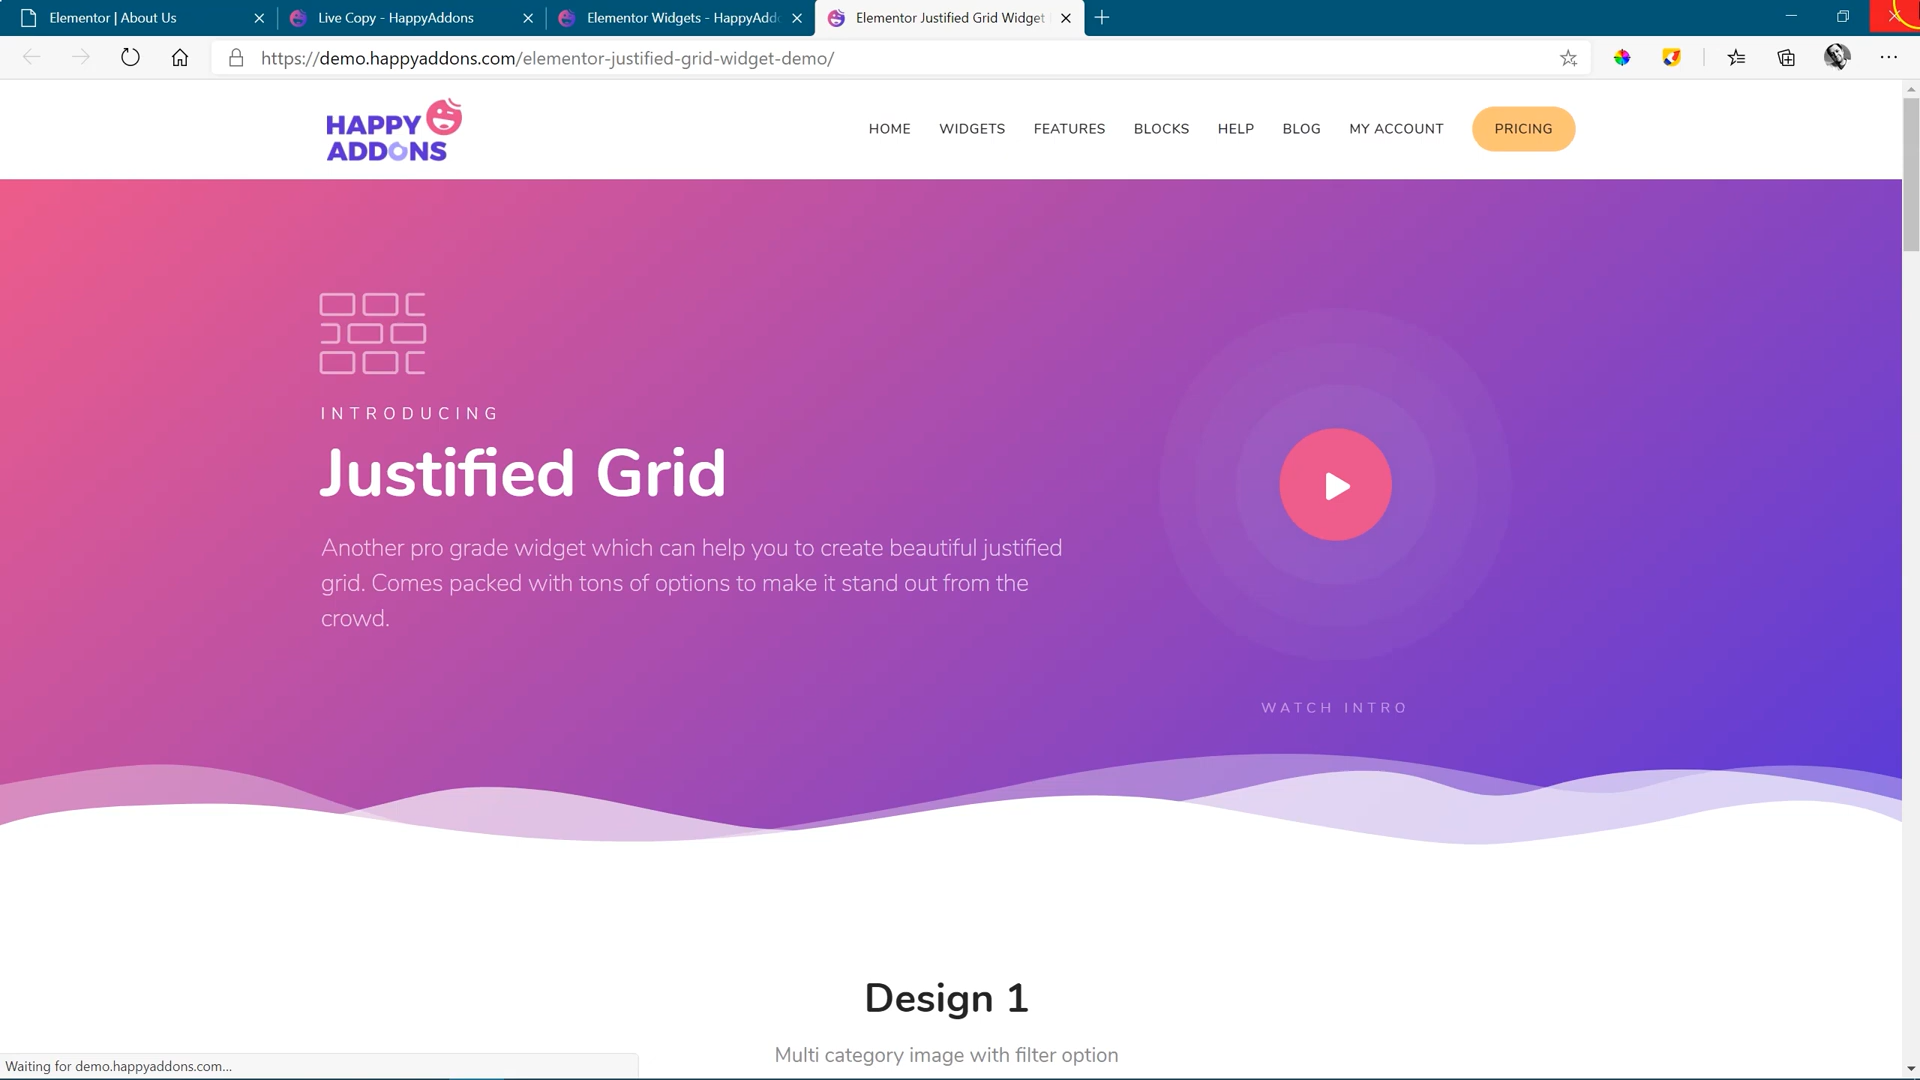 Elementor | About Us
Live Copy - HappyAddons
Elementor Widgets - HappyAddo
Elementor Justified Grid Widget
https://demo.happyaddons.com/elementor-justified-grid-widget-demo/
HAPPY
ADDONS
HOME WIDGETS FEATURES BLOCKS HELP BLOG MY ACCOUNT PRICING
INTRODUCING
Justified Grid
Another pro grade widget which can help you to create beautiful justified
grid. Comes packed with tons of options to make it stand out from the
crowd.
WATCH INTRO
Design 1
Multi category image with filter option
Waiting for demo.happyaddons.com...